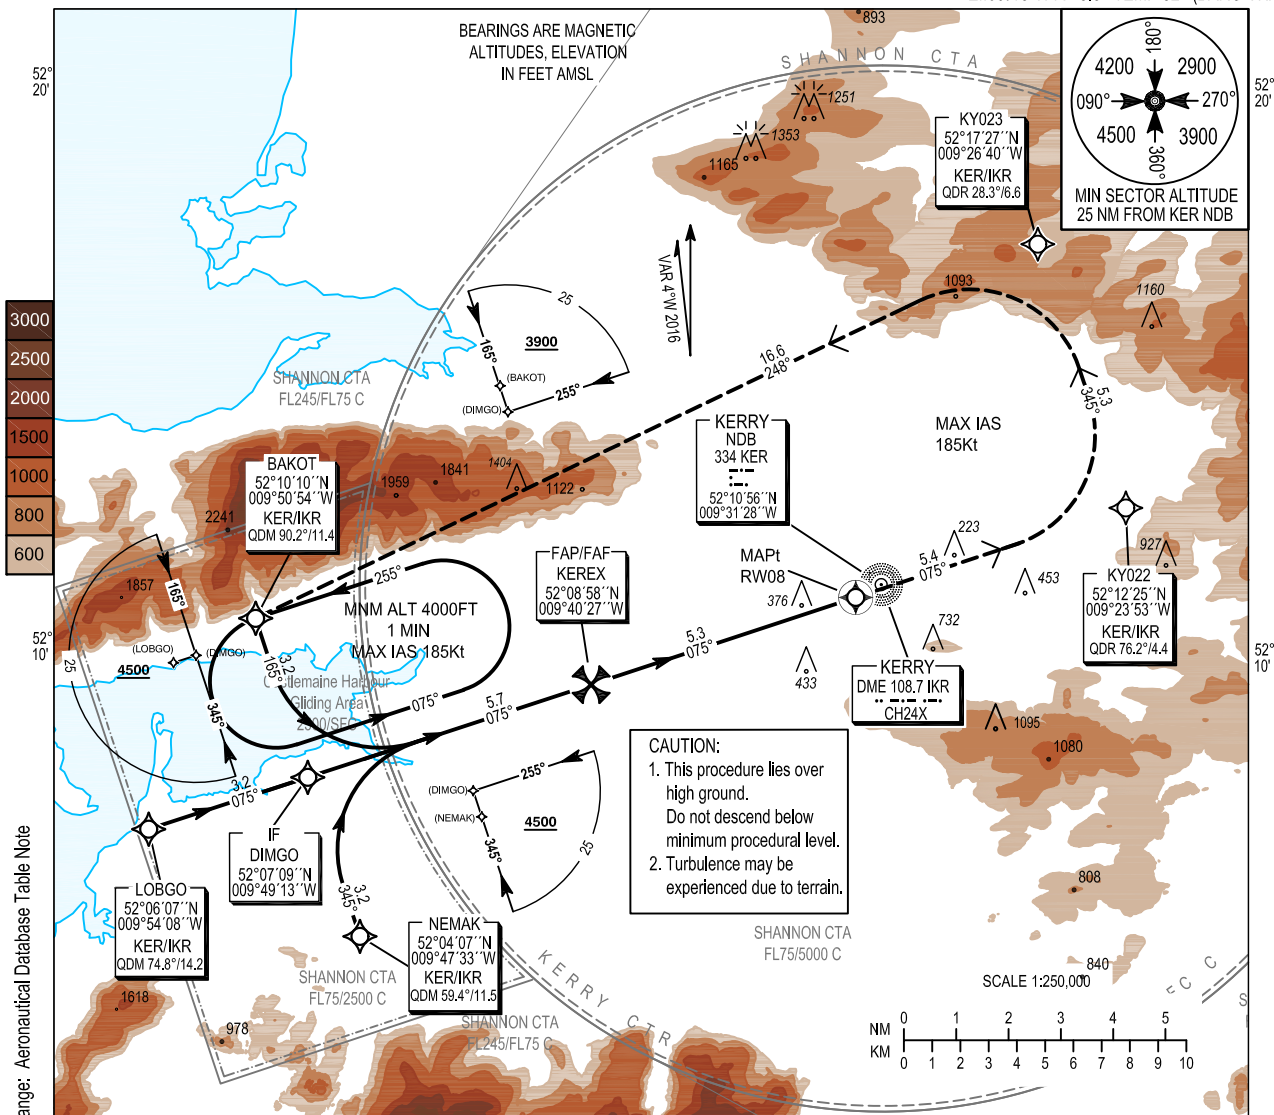 BEARINGS ARE MAGNETIC
ALTITUDES, ELEVATION
IN FEET AMSL
52°
20'
52°
20'
893
SHANNON CTA
1251
1353
1165
KY023
52°17´27´´N
009°26´40´´W
KER/IKR
QDR 28.3°/6.6
180°
4200
2900
090°
270°
4500
3900
360°
MIN SECTOR ALTITUDE
25 NM FROM KER NDB
VAR 4°W 2016
1093
1160
3000
2500
2000
1500
1000
800
600
25
165°
3900
(BAKOT)
255°
(DIMGO)
SHANNON CTA
FL245/FL75 C
16.6
248°
5.3
345°
MAX IAS
185Kt
KERRY
NDB
334 KER
52°10´56´´N
009°31´28´´W
BAKOT
52°10´10´´N
009°50´54´´W
KER/IKR
QDM 90.2°/11.4
1404
1841
1959
1122
2241
1857
FAP/FAF
KEREX
52°08´58´´N
009°40´27´´W
MAPt
RW08
376
223
5.4
075°
453
927
KY022
52°12´25´´N
009°23´53´´W
KER/IKR
QDR 76.2°/4.4
52°
10'
52°
10'
165°
(LOBGO)
(DIMGO)
4500
25
345°
255°
MNM ALT 4000FT
1 MIN
MAX IAS 185Kt
3.2
165°
Castlemaine Harbour
Gliding Area
075°
5.7
075°
5.3
075°
433
732
KERRY
DME 108.7 IKR
CH24X
1095
1080
CAUTION:
1. This procedure lies over
high ground.
Do not descend below
minimum procedural level.
2. Turbulence may be
experienced due to terrain.
3.2
075°
IF
DIMGO
52°07´09´´N
009°49´13´´W
(DIMGO)
255°
(NEMAK)
4500
345°
25
LOBGO
52°06´07´´N
009°54´08´´W
KER/IKR
QDM 74.8°/14.2
3.2
345°
NEMAK
52°04´07´´N
009°47´33´´W
KER/IKR
QDM 59.4°/11.5
808
SHANNON CTA
FL75/5000 C
840
SHANNON CTA
FL75/2500 C
KERRY CTR
SHANNON CTA
FL245/FL75 C
1618
978
SCALE 1:250,000
NM
0 1 2 3 4 5
KM
0 1 2 3 4 5 6 7 8 9 10
Aeronautical Database Table Note